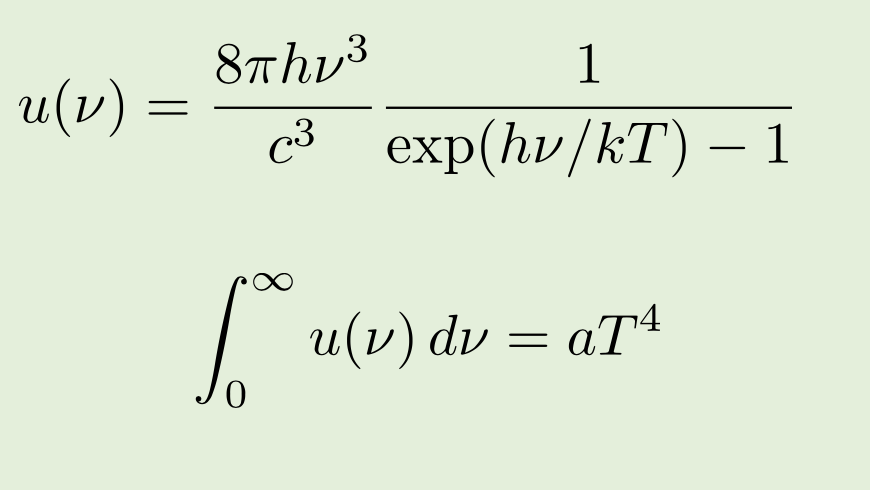 u(ν) = \frac{8πhν^3}{c^3} \frac{1}{\exp(hν/kT) − 1}
\int_0^∞ u(ν) dν = aT^4